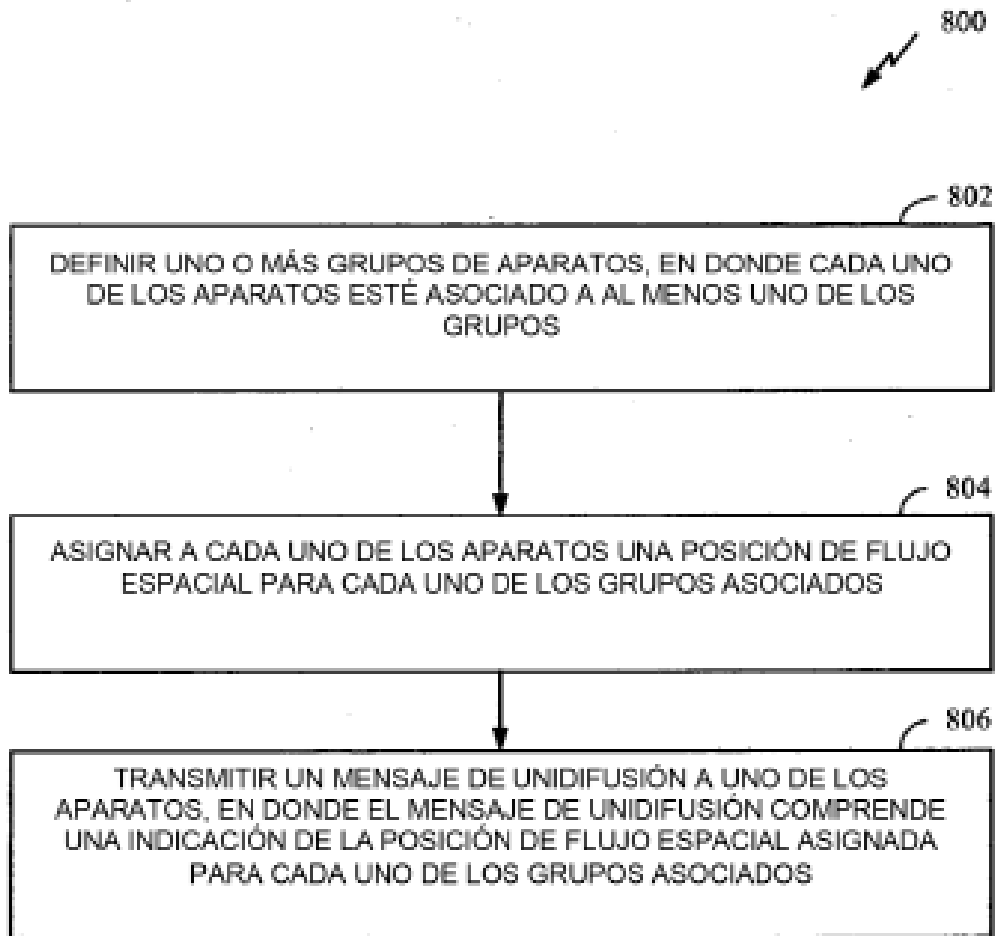 800
802
DEFINIR UNO O MÁS GRUPOS DE APARATOS, EN DONDE CADA UNO
DE LOS APARATOS ESTÉ ASOCIADO A AL MENOS UNO DE LOS
GRUPOS
804
ASIGNAR A CADA UNO DE LOS APARATOS UNA POSICIÓN DE FLUJO
ESPACIAL PARA CADA UNO DE LOS GRUPOS ASOCIADOS
806
TRANSMITIR UN MENSAJE DE UNIDIFUSIÓN A UNO DE LOS
APARATOS, EN DONDE EL MENSAJE DE UNIDIFUSIÓN COMPRENDE
UNA INDICACIÓN DE LA POSICIÓN DE FLUJO ESPACIAL ASIGNADA
PARA CADA UNO DE LOS GRUPOS ASOCIADOS